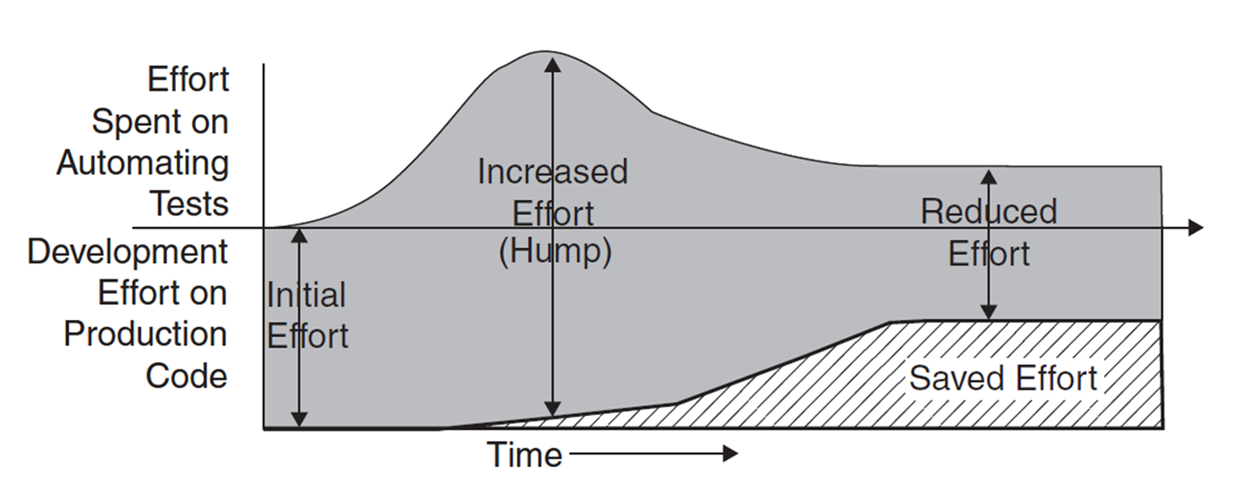 Effort
Spent on
Automating
Tests
Increased
Effort
(Hump)
Reduced
Effort
Development
Effort on
Production
Code
Initial
Effort
Saved Effort
Time